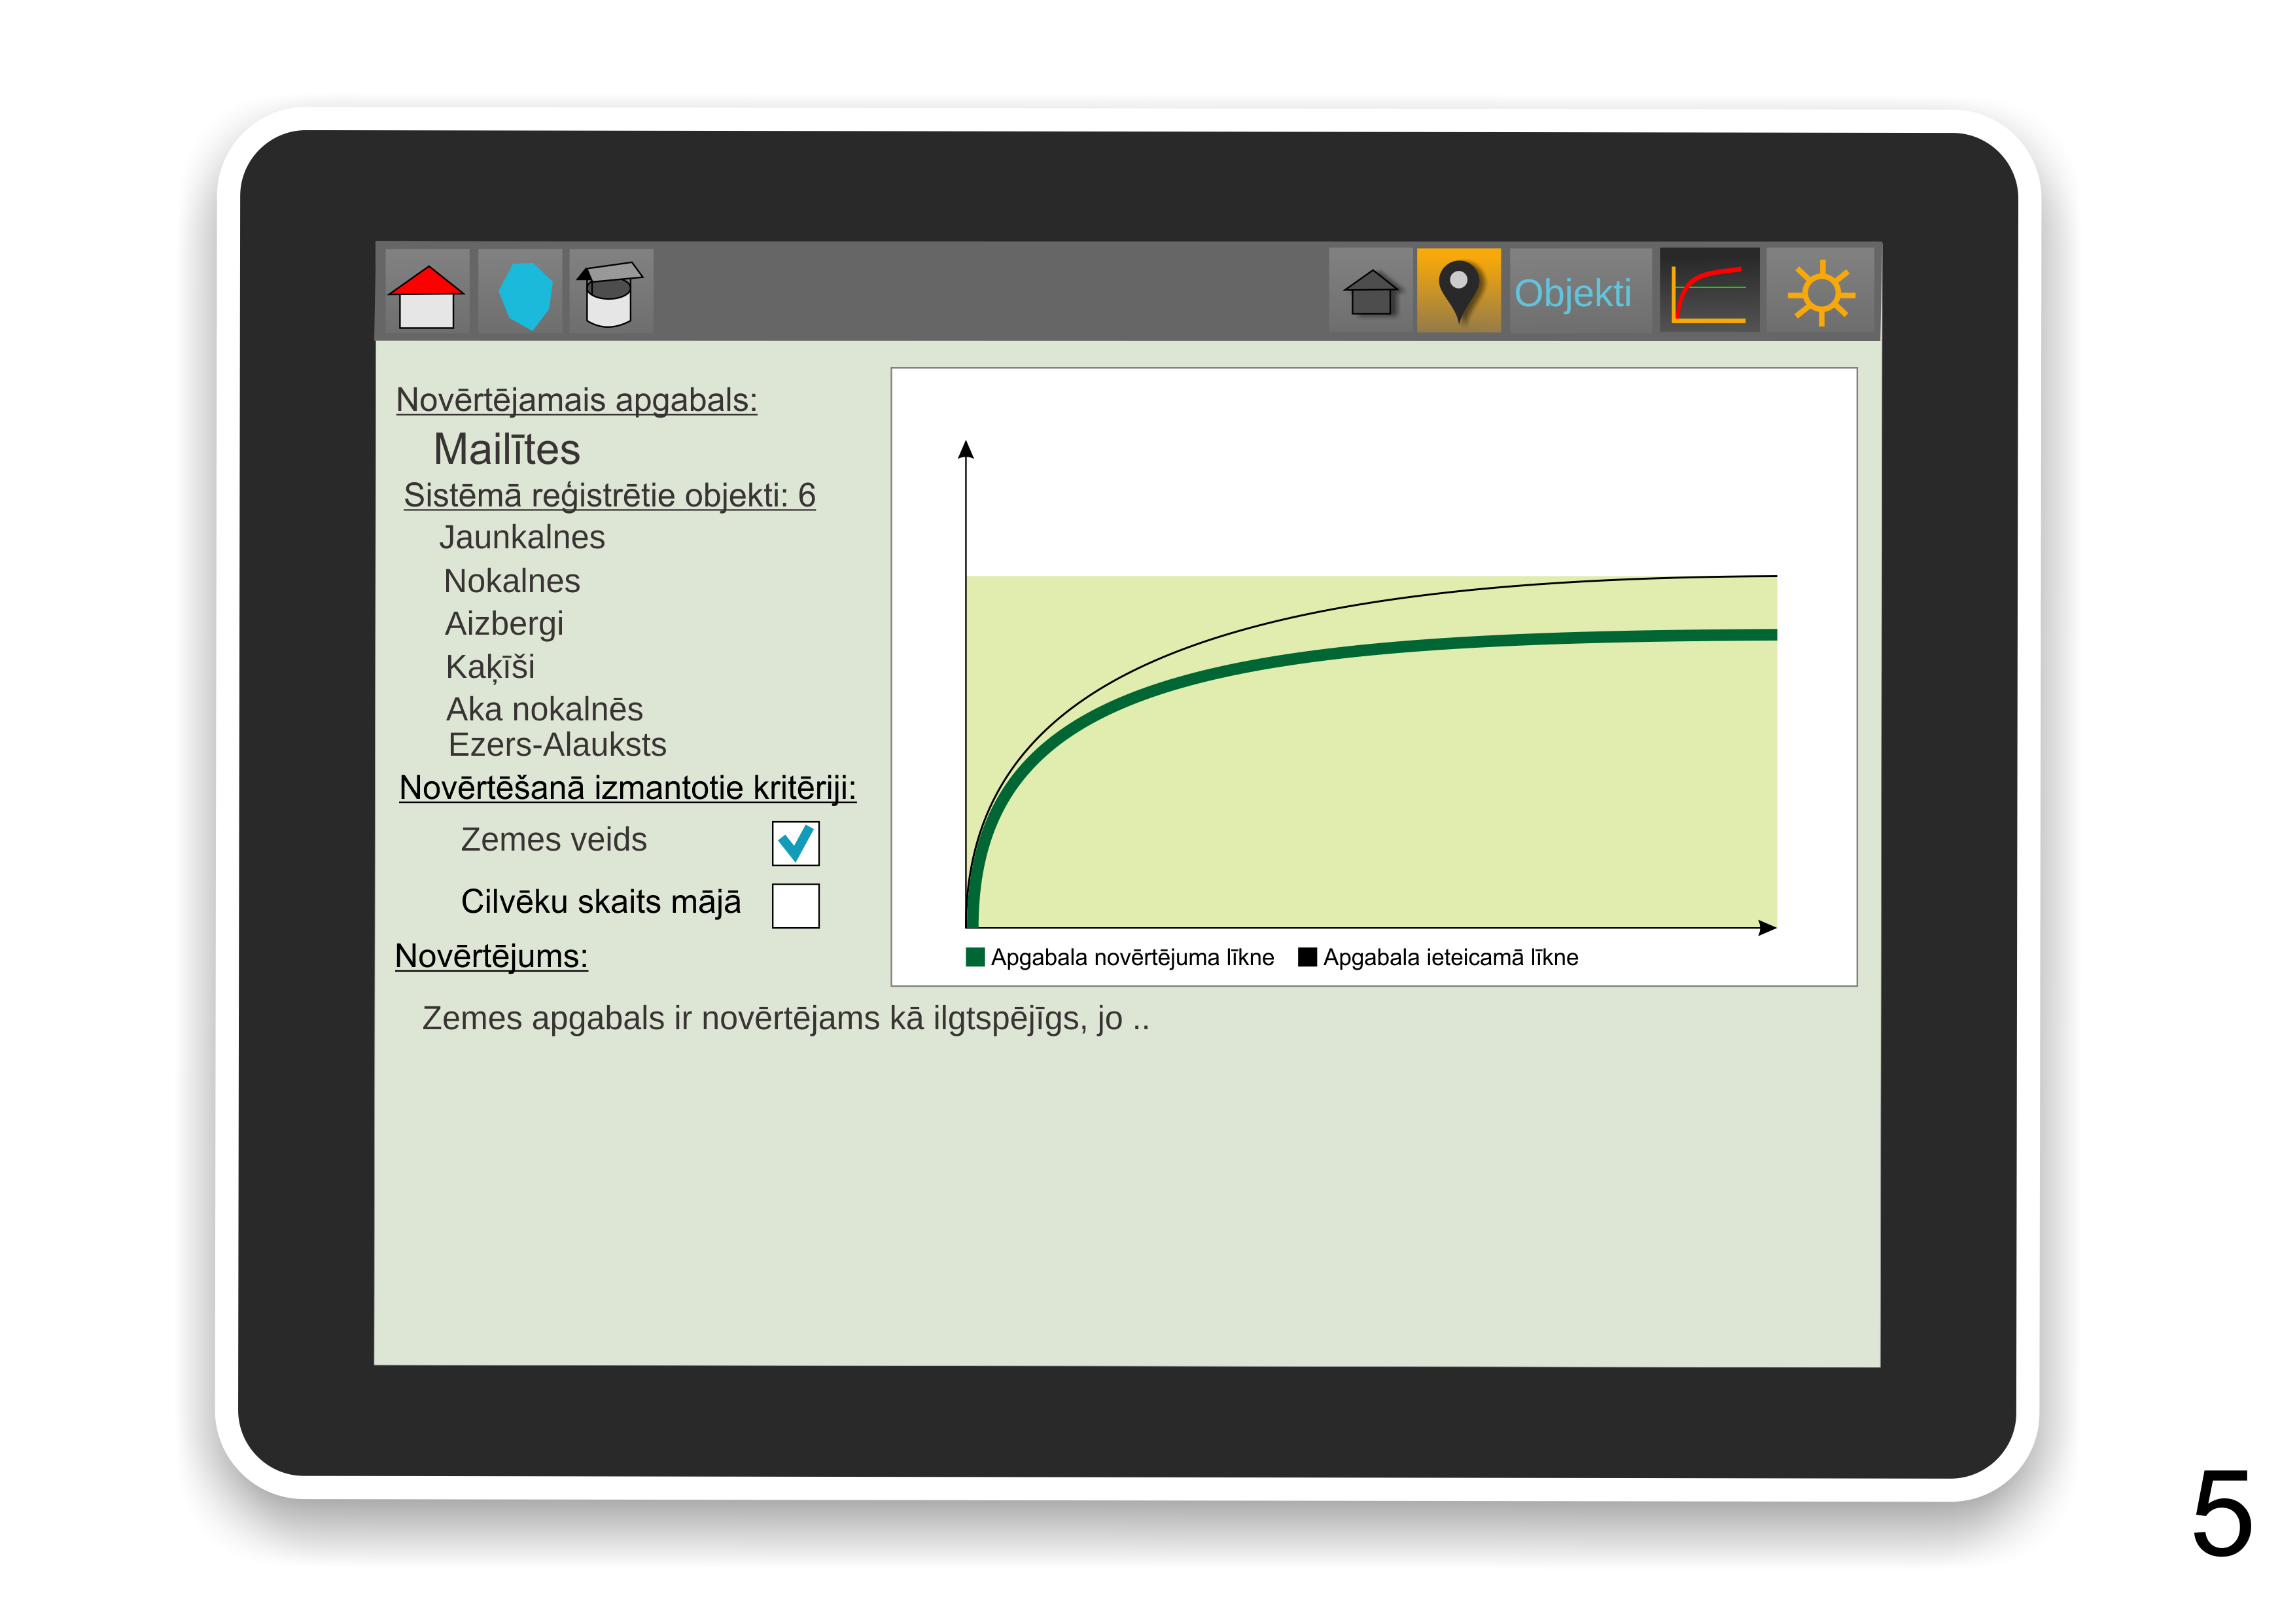 Objekti
Novērtējamais apgabals:
Mailītes
Sistēmā reģistrētie objekti: 6
Jaunkalnes
Nokalnes
Aizbergi
Kaķīši
Aka nokalnēs
Ezers-Alauksts
Novērtēšanā izmantotie kritēriji:
Zemes veids
Cilvēku skaits mājā
Novērtējums:
Apgabala novērtējuma līkne Apgabala ieteicamā līkne
Zemes apgabals ir novērtējams kā ilgtspējīgs, jo ..
5